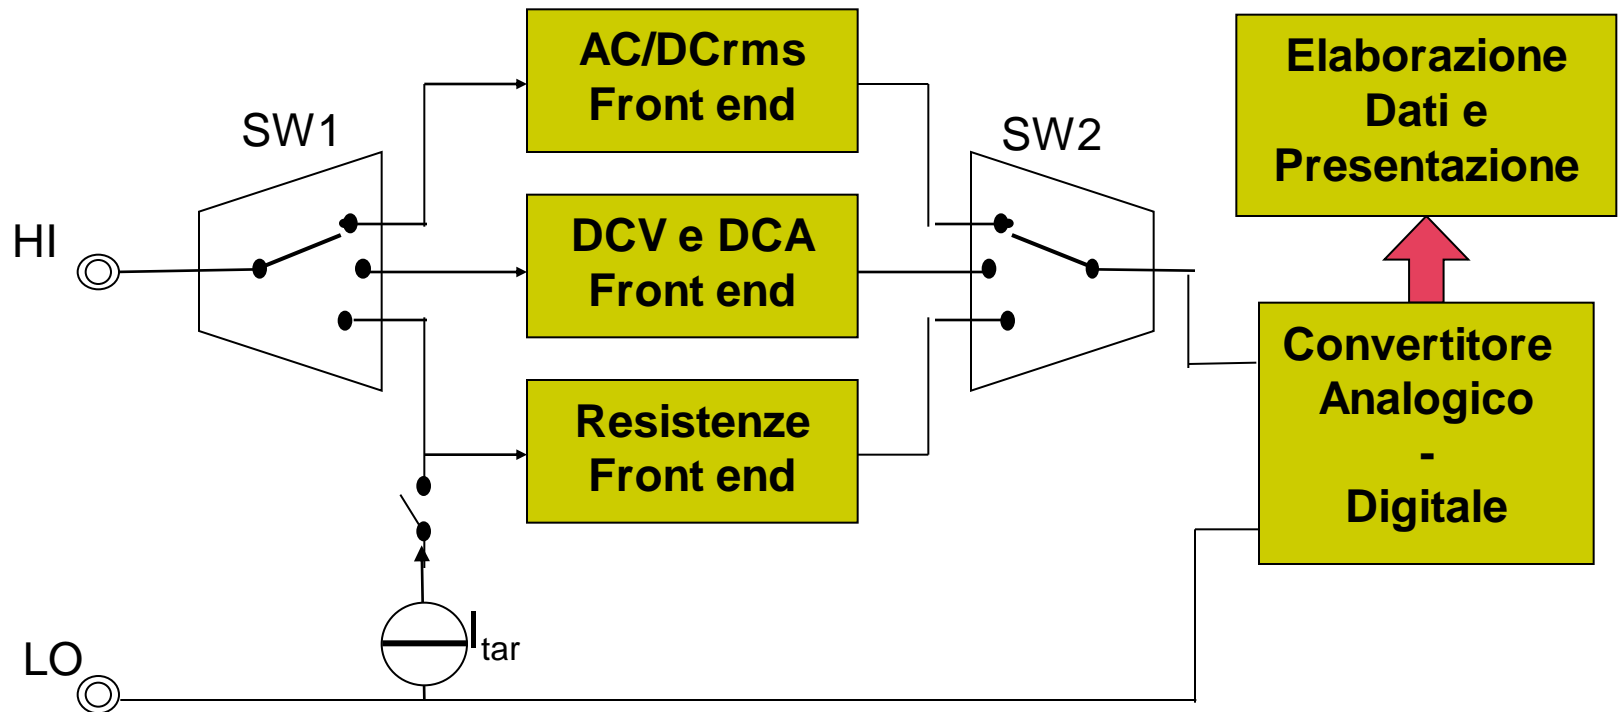 AC/DCrms
Front end
SW1
SW2
Elaborazione
Dati e
Presentazione
HI
DCV e DCA
Front end
Resistenze
Front end
Convertitore
Analogico
-
Digitale
I tar
LO